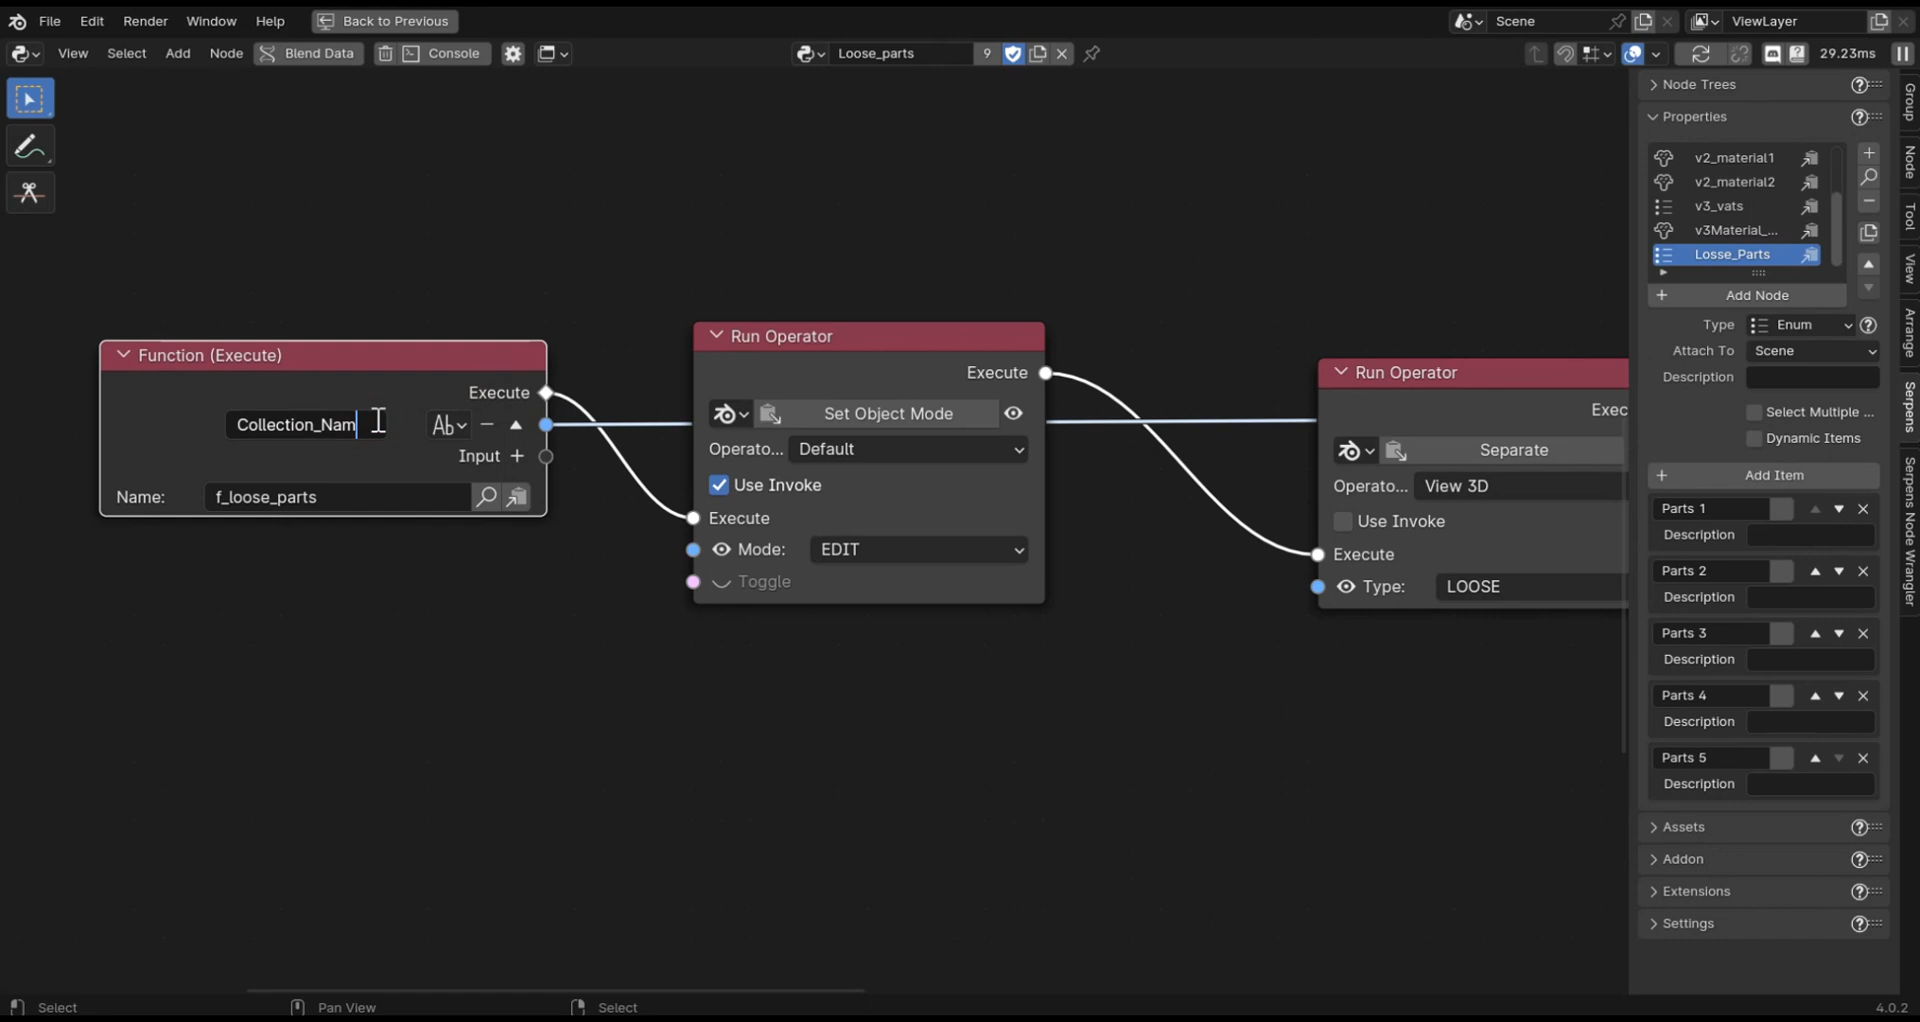 File Edit Render Window Help Back to Previous Scene ViewLayer
View Select Add Node Blend Data Console Loose_parts 9 29.23ms
Function (Execute)
Execute
Collection_Nam
Input
Name: f_loose_parts
Run Operator
Execute
Set Object Mode
Operato... Default
Use Invoke
Execute
Mode: EDIT
Toggle
Run Operator
Exec
Separate
Operato... View 3D
Use Invoke
Execute
Type: LOOSE
Node Trees
Properties
v2_material1
v2_material2
v3_vats
v3Material_...
Losse_Parts
Add Node
Type Enum
Attach To Scene
Description
Select Multiple ...
Dynamic Items
Add Item
Parts 1
Description
Parts 2
Description
Parts 3
Description
Parts 4
Description
Parts 5
Description
Assets
Addon
Extensions
Settings
Group
Node
Tool
View
Arrange
Serpens
Serpens Node Wrangler
Select Pan View Select 4.0.2